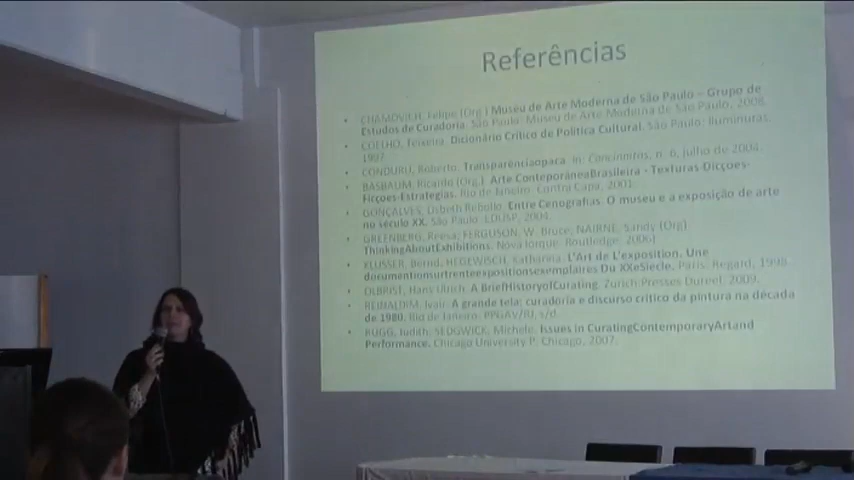 Referências
CHAIMOVICH, Felipe (Org.) Museu de Arte Moderna de São Paulo – Grupo de
Estudos de Curadoria. São Paulo: Museu de Arte Moderna de São Paulo, 2008.
COELHO, Teixeira. Dicionário Crítico de Política Cultural. São Paulo: Iluminuras,
1997.
CONDURU, Roberto. Transparênciaopaca. In: Concinnitas, n. 6, julho de 2004.
BASBAUM, Ricardo (Org.) Arte ConteporâneaBrasileira - Texturas-Dicções-
Ficções-Estratégias. Rio de Janeiro: Contra Capa, 2001.
GONÇALVES, Lisbeth Rebollo. Entre Cenografias. O museu e a exposição de arte
no século XX. São Paulo: EDUSP, 2004.
GREENBERG, Reesa; FERGUSON, W. Bruce, NAIRNE, Sandy (Org)
ThinkingAboutExhibitions. Nova Iorque: Routledge, 2006
Bernd, HEGEWISCH, Katharina. L'Art de L'exposition. Une
documentionsurtrenteexpositionsexemplaires Du XXeSiecle. Paris: Regard, 1998.
OLBRIST, Hans Ulrich. A BriefHistoryofCurating. Zurich: Presses Du reel, 2009.
REINALDIM, Ivair. A grande tela: curadoria e discurso crítico da pintura na década
de 1980. Rio de Janeiro: PPGAV/RJ, s/d.
RUGG, Judith, SEDGWICK, Michele. Issues in CuratingContemporaryArtand
Performance. Chicago University P. Chicago, 2007.